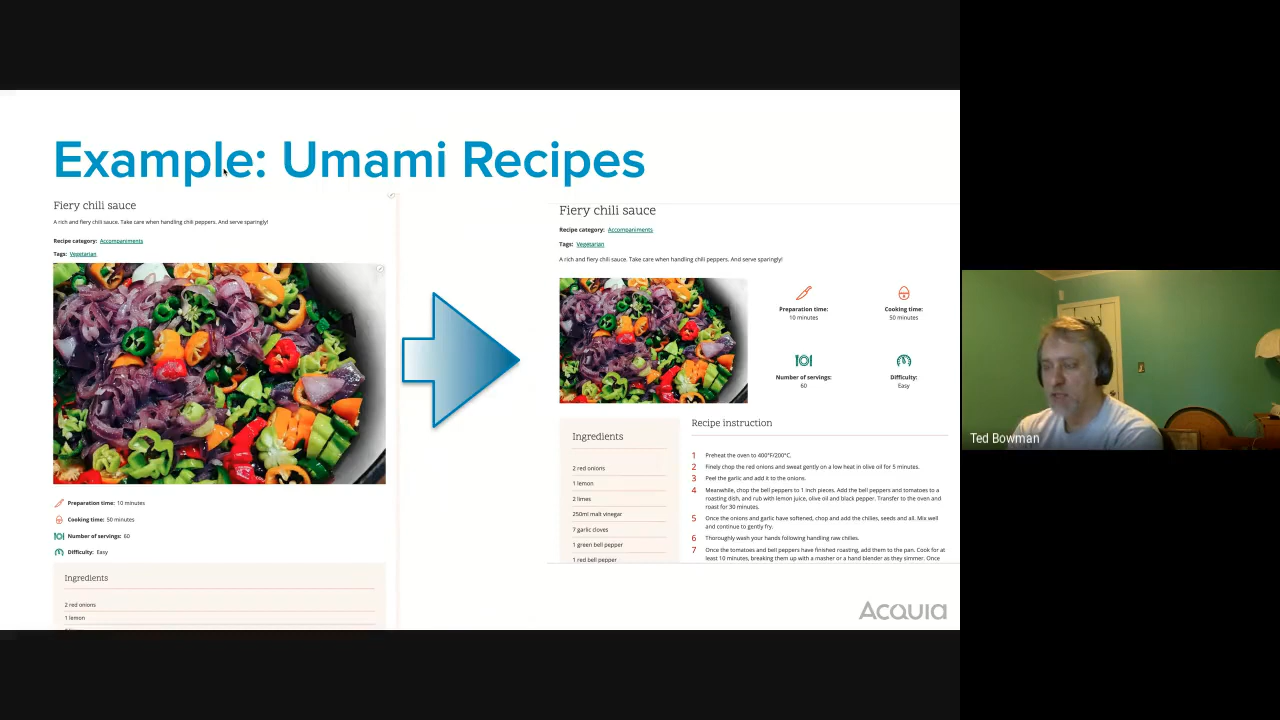 Example: Umami Recipes
Fiery chili sauce
A rich and fiery chili sauce. Take care when handling chili peppers. And serve sparingly!
Recipe category: Accompaniments
Tags: Vegetarian
Preparation time: 10 minutes
Cooking time: 50 minutes
Number of servings: 60
Difficulty: Easy
Ingredients
2 red onions
1 lemon
Fiery chili sauce
Recipe category: Accompaniments
Tags: Vegetarian
A rich and fiery chili sauce. Take care when handling chili peppers. And serve sparingly!
Preparation time:
10 minutes
Cooking time:
50 minutes
Number of servings:
60
Difficulty:
Easy
Ingredients
2 red onions
1 lemon
2 limes
250ml malt vinegar
7 garlic cloves
1 green bell pepper
1 red bell pepper
Recipe instruction
1 Preheat the oven to 400°F/200°C.
2 Finely chop the red onions and sweat gently on a low heat in olive oil for 5 minutes.
3 Peel the garlic and add it to the onions.
4 Meanwhile, chop the bell peppers to 1 inch pieces. Add the bell peppers and tomatoes to a
roasting dish, and rub with lemon juice, olive oil and black pepper. Transfer to the oven and
roast for 30 minutes.
5 Once the onions and garlic have softened, chop and add the chilies, seeds and all. Mix well
and continue to gently fry.
6 Thoroughly wash your hands following handling raw chilies.
7 Once the tomatoes and bell peppers have finished roasting, add them to the pan. Cook for at
least 10 minutes, breaking them up with a masher or a hand blender as they simmer. Once
ACQUIA
Ted Bowman